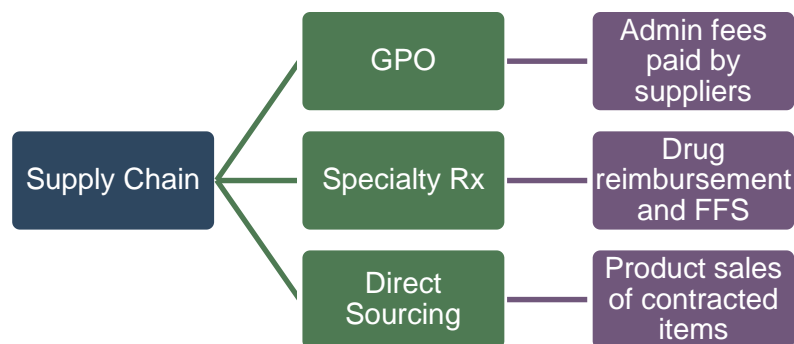 GPO
Admin fees
paid by
suppliers
Supply Chain
Specialty Rx
Drug
reimbursement
and FFS
Direct
Sourcing
Product sales
of contracted
items